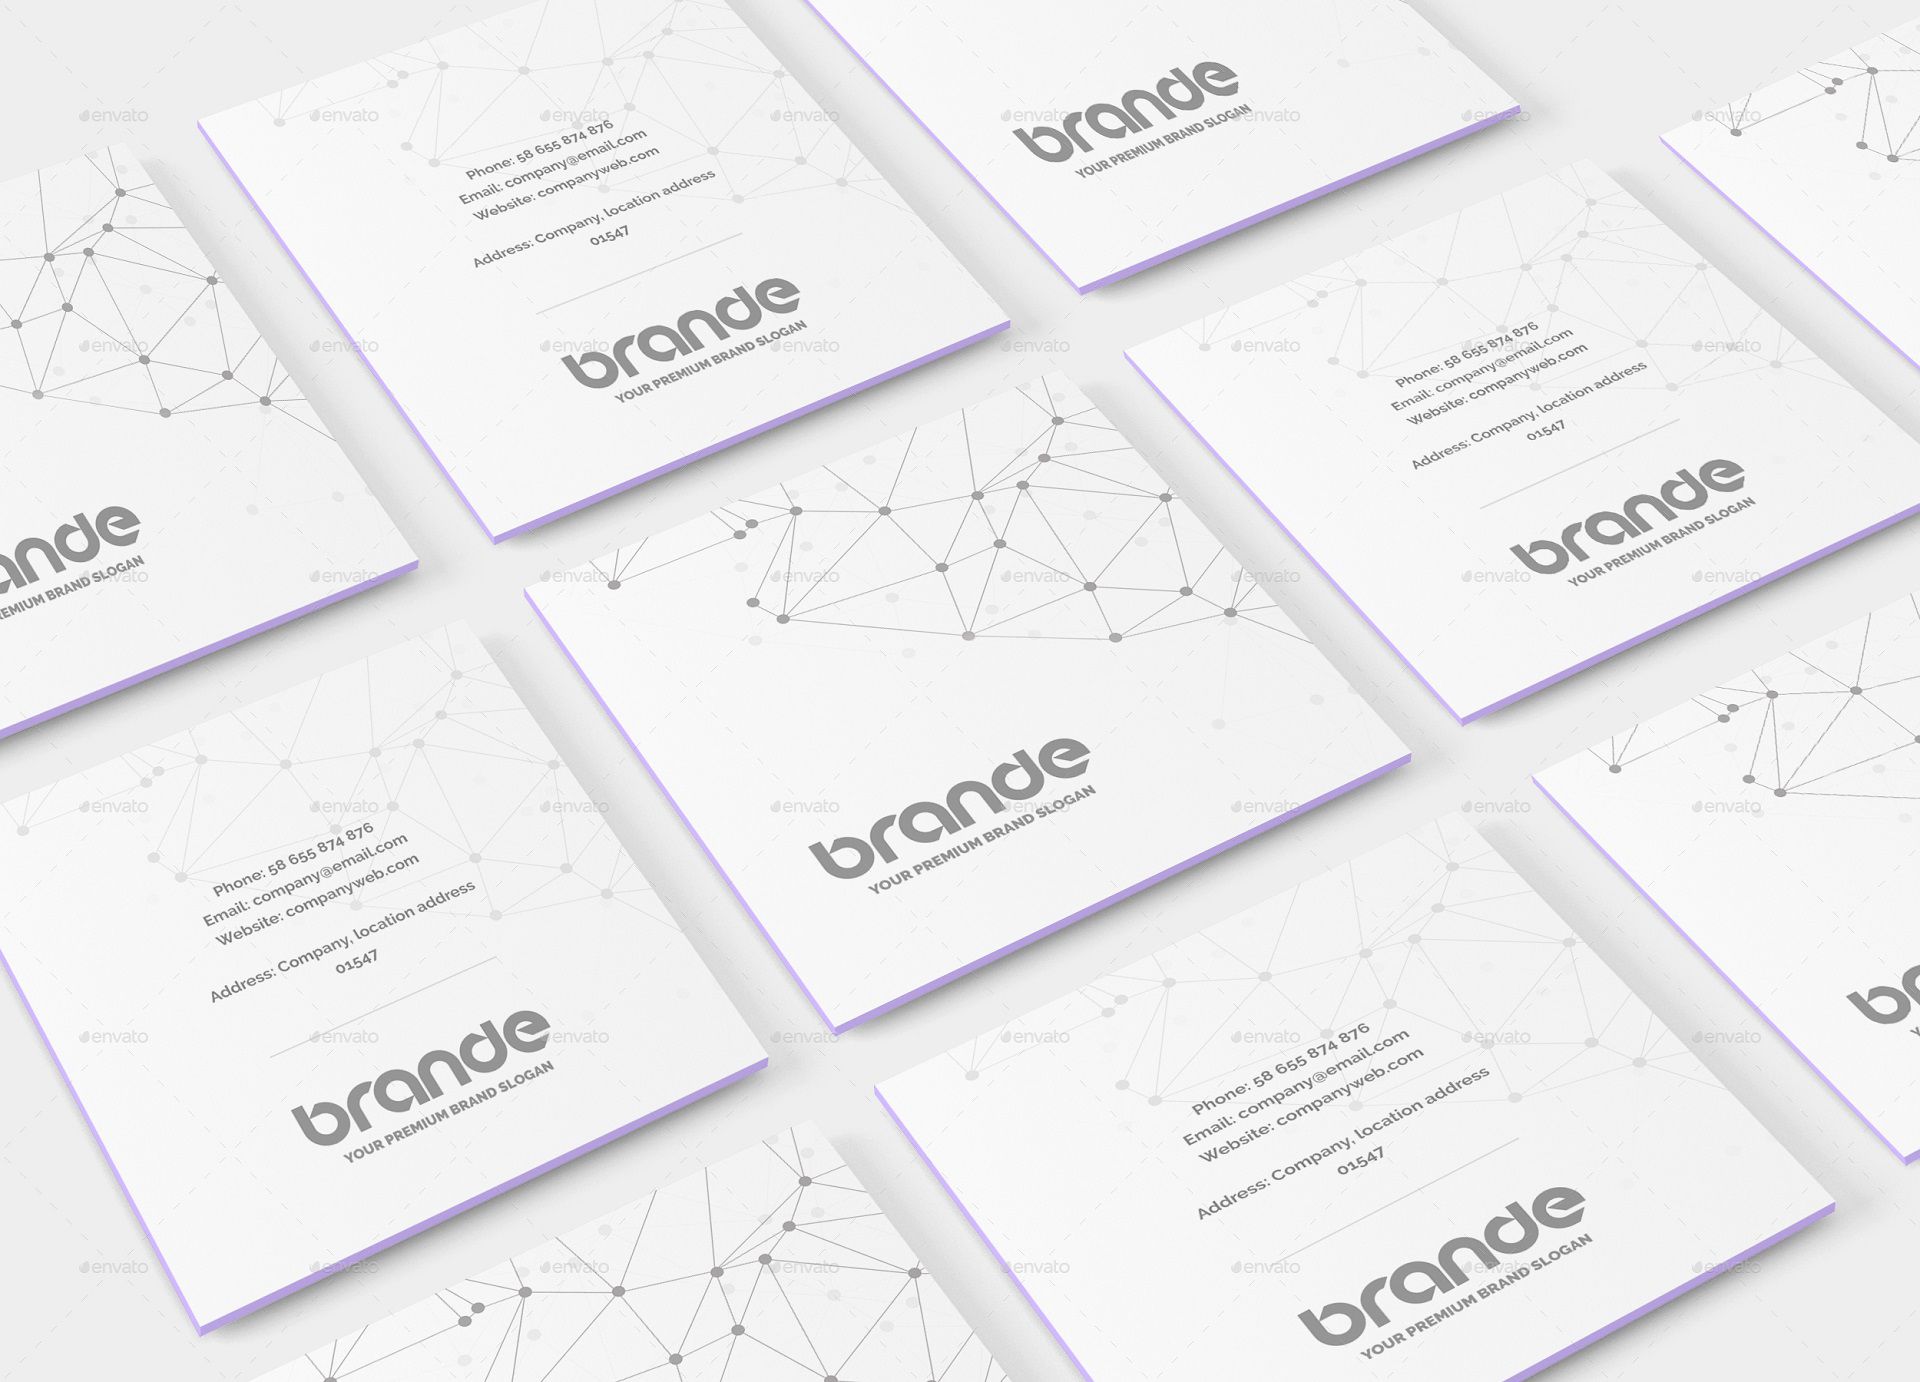 brande
YOUR PREMIUM BRAND SLOGAN
Phone: 58 655 874 876
Email: company@email.com
Website: companyweb.com
Address: Company, location address
01547
brande
YOUR PREMIUM BRAND SLOGAN
Phone: 58 655 874 876
Email: company@email.com
Website: companyweb.com
Address: Company, location address
01547
brande
YOUR PREMIUM BRAND SLOGAN
ande
EMIUM BRAND SLOGAN
brande
YOUR PREMIUM BRAND SLOGAN
Phone: 58 655 874 876
Email: company@email.com
Website: companyweb.com
Address: Company, location address
01547
brande
YOUR PREMIUM BRAND SLOGAN
Phone: 58 655 874 876
Email: company@email.com
Website: companyweb.com
Address: Company, location address
01547
brande
YOUR PREMIUM BRAND SLOGAN
br
envato